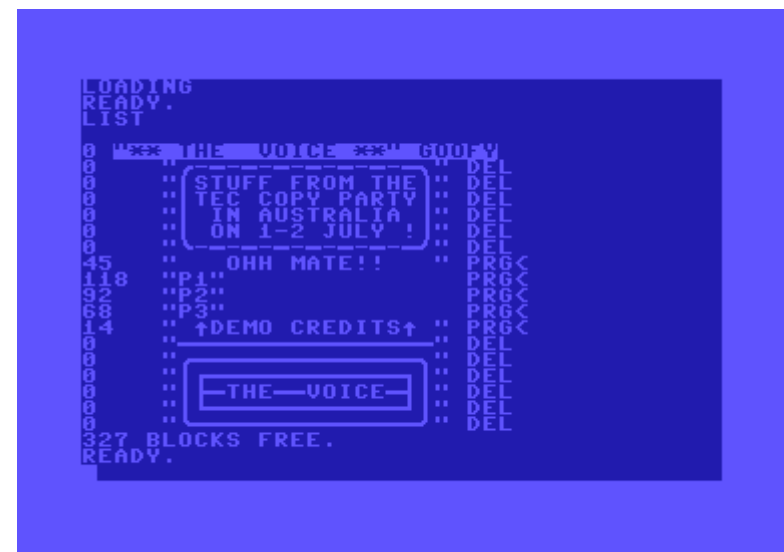 LOADING
READY.
LIST
0 "** THE  VOICE **" GOOFY
0 " " DEL
0 "STUFF FROM THE" DEL
0 "TEC COPY PARTY" DEL
0 " IN AUSTRALIA " DEL
0 "ON 1-2 JULY !" DEL
0 " " DEL
45 "   OHH MATE!!   " PRG<
118 "P1" PRG<
92 "P2" PRG<
68 "P3" PRG<
14 " ↑DEMO CREDITS↑ " PRG<
0 " " DEL
0 " " DEL
0 " " DEL
0 " THE VOICE " DEL
0 " " DEL
0 " " DEL
327 BLOCKS FREE.
READY.